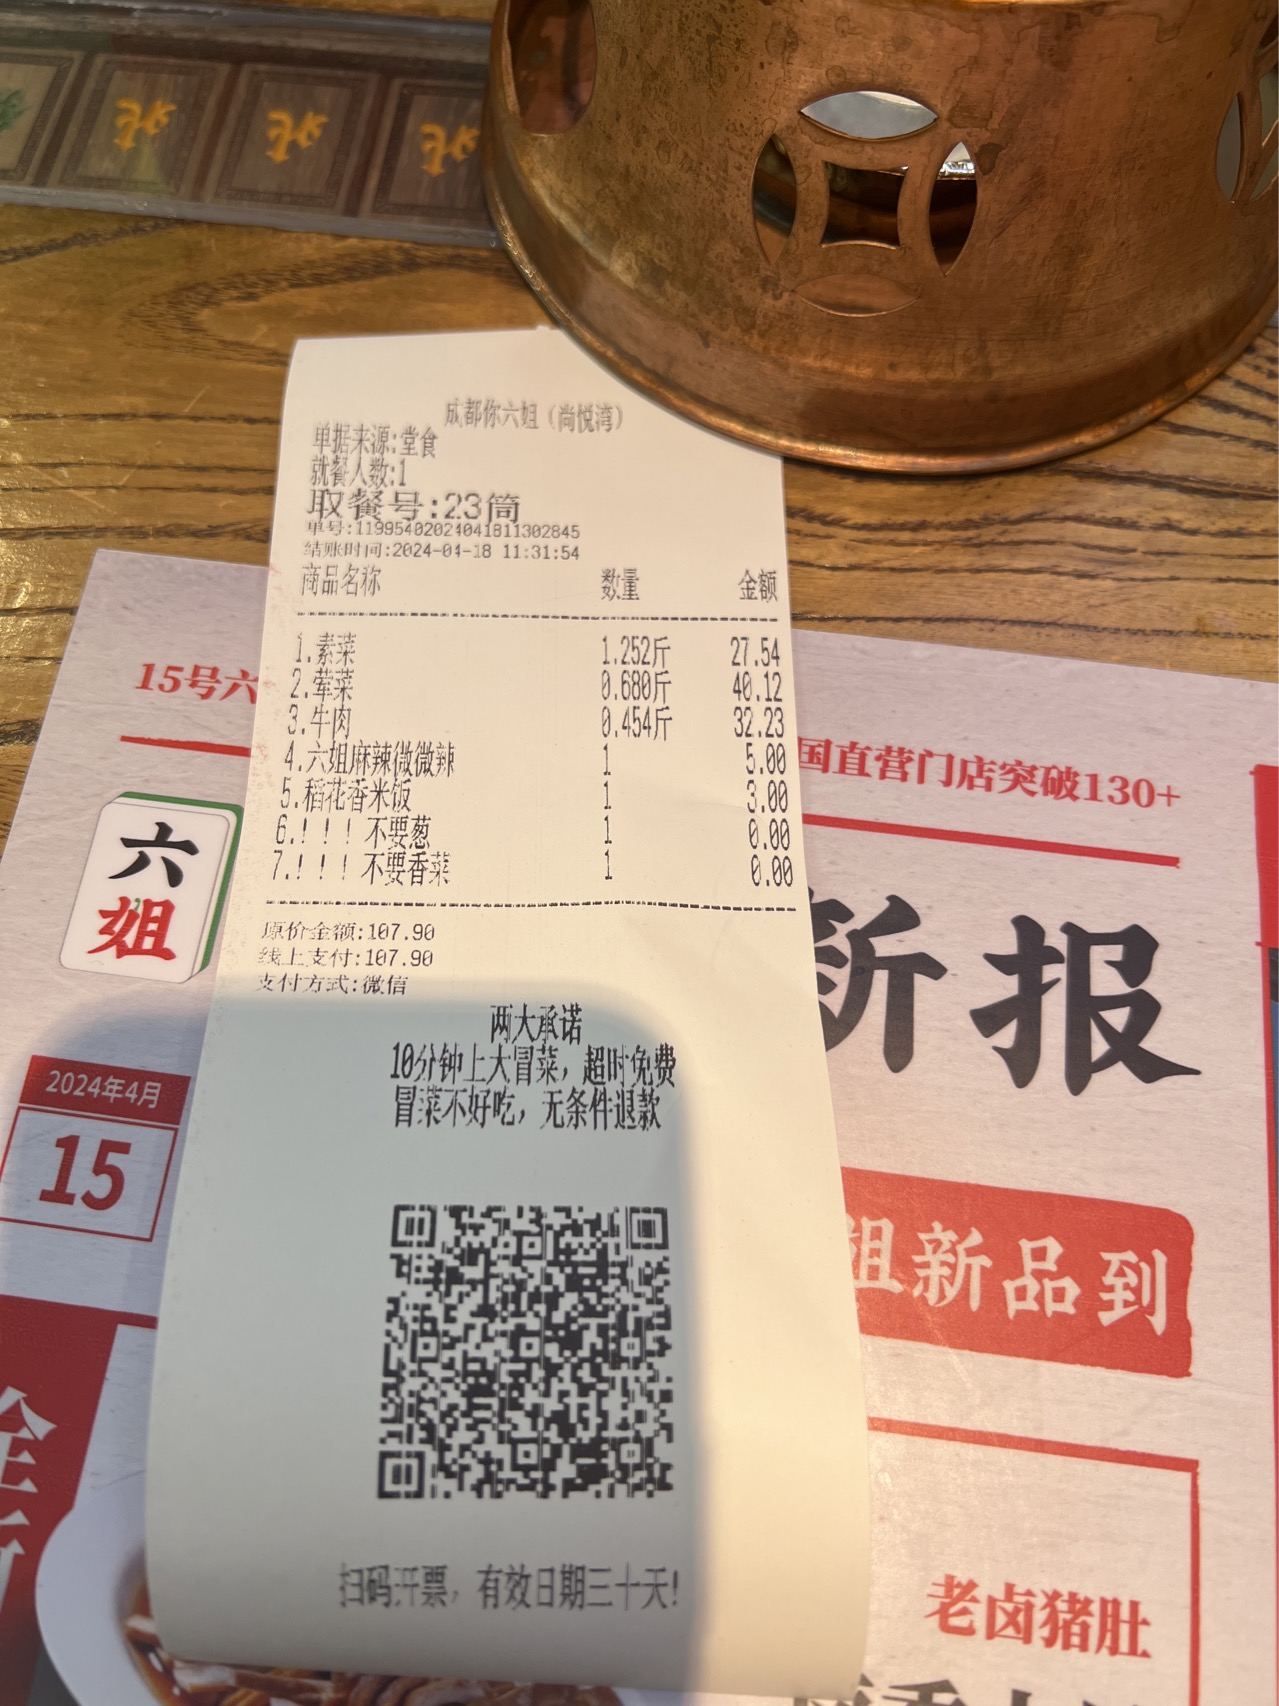 成都你六姐（尚悦湾）
单据来源:堂食
就餐人数:1
取餐号:23筒
单号:1199540202404181130284​5
结账时间:2024-04-18 11:31:54
商品名称 数量 金额
1.素菜 1.252斤 27.54
2.荤菜 0.680斤 40.12
3.牛肉 0.454斤 32.23
4.六姐麻辣微微辣 1 5.00
5.稻花香米饭 1 3.00
6.！！！不要葱 1 0.00
7.！！！不要香菜 1 0.00
原价金额:107.90
线上支付:107.90
支付方式:微信
两大承诺
10分钟上大冒菜，超时免费
冒菜不好吃，无条件退款
扫码开票，有效日期三十天!
15号六
国直营门店突破130+
六
姐
新报
2024年4月
15
姐新品到
老卤猪肚